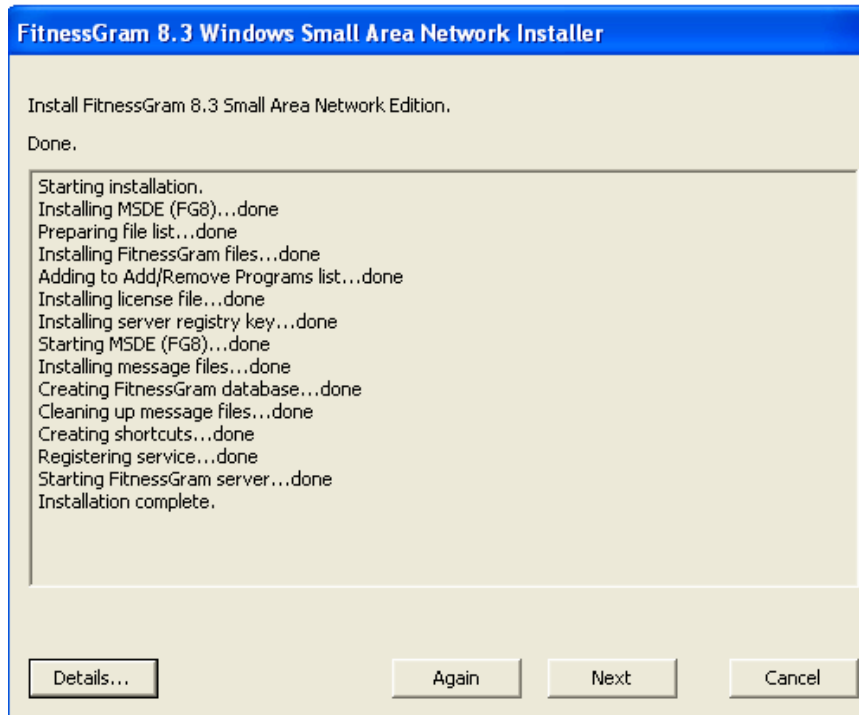 FitnessGram 8.3 Windows Small Area Network Installer
Install FitnessGram 8.3 Small Area Network Edition.
Done.
Starting installation.
Installing MSDE (FG8)...done
Preparing file list...done
Installing FitnessGram files...done
Adding to Add/Remove Programs list...done
Installing license file...done
Installing server registry key...done
Starting MSDE (FG8)...done
Installing message files...done
Creating FitnessGram database...done
Cleaning up message files...done
Creating shortcuts...done
Registering service...done
Starting FitnessGram server...done
Installation complete.
Details... Again Next Cancel